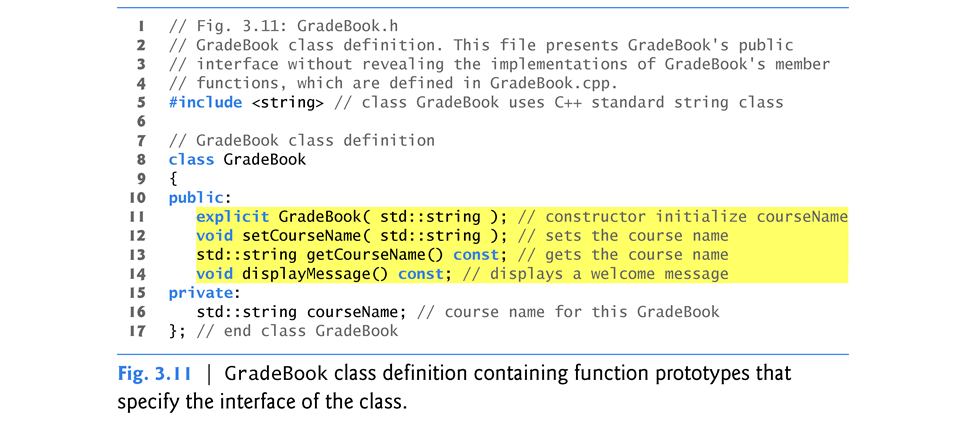 1 // Fig. 3.11: GradeBook.h
2 // GradeBook class definition. This file presents GradeBook's public
3 // interface without revealing the implementations of GradeBook's member
4 // functions, which are defined in GradeBook.cpp.
5 #include <string> // class GradeBook uses C++ standard string class
6
7 // GradeBook class definition
8 class GradeBook
9 {
10 public:
11    explicit GradeBook( std::string ); // constructor initialize courseName
12    void setCourseName( std::string ); // sets the course name
13    std::string getCourseName() const; // gets the course name
14    void displayMessage() const; // displays a welcome message
15 private:
16    std::string courseName; // course name for this GradeBook
17 }; // end class GradeBook
Fig. 3.11 | GradeBook class definition containing function prototypes that
specify the interface of the class.